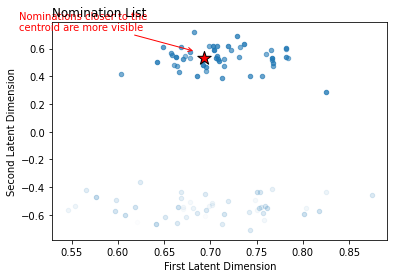 Nomination List
Nominations closer to the
centroid are more visible
0.6
0.4
0.2
0.0
−0.2
−0.4
−0.6
Second Latent Dimension
0.55 0.60 0.65 0.70 0.75 0.80 0.85
First Latent Dimension